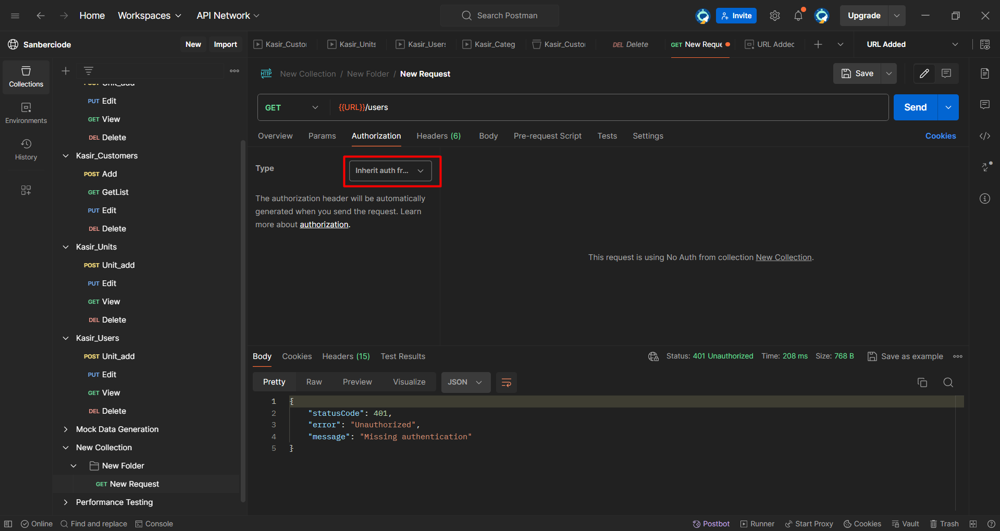 Home Workspaces API Network Search Postman Invite Upgrade
Sanberciode New Import
Kasir_Custo Kasir_Units Kasir_Users Kasir_Categ Kasir_Custo DEL Delete GET New Reque URL Added URL Added
Collections
Environments
History
POST Unit_add
PUT Edit
GET View
DEL Delete
Kasir_Customers
POST Add
GET GetList
PUT Edit
DEL Delete
Kasir_Units
POST Unit_add
PUT Edit
GET View
DEL Delete
Kasir_Users
POST Unit_add
PUT Edit
GET View
DEL Delete
Mock Data Generation
New Collection
New Folder
GET New Request
Performance Testing
HTTP New Collection / New Folder / New Request Save
GET {{URL}}/users Send
Overview Params Authorization Headers (6) Body Pre-request Script Tests Settings Cookies
Type Inherit auth fr...
The authorization header will be automatically
generated when you send the request. Learn
more about authorization.
This request is using No Auth from collection New Collection.
Body Cookies Headers (15) Test Results Status: 401 Unauthorized Time: 208 ms Size: 768 B Save as example
Pretty Raw Preview Visualize JSON
1 {
2 "statusCode": 401,
3 "error": "Unauthorized",
4 "message": "Missing authentication"
5 }
Online Find and replace Console Postbot Runner Start Proxy Cookies Vault Trash